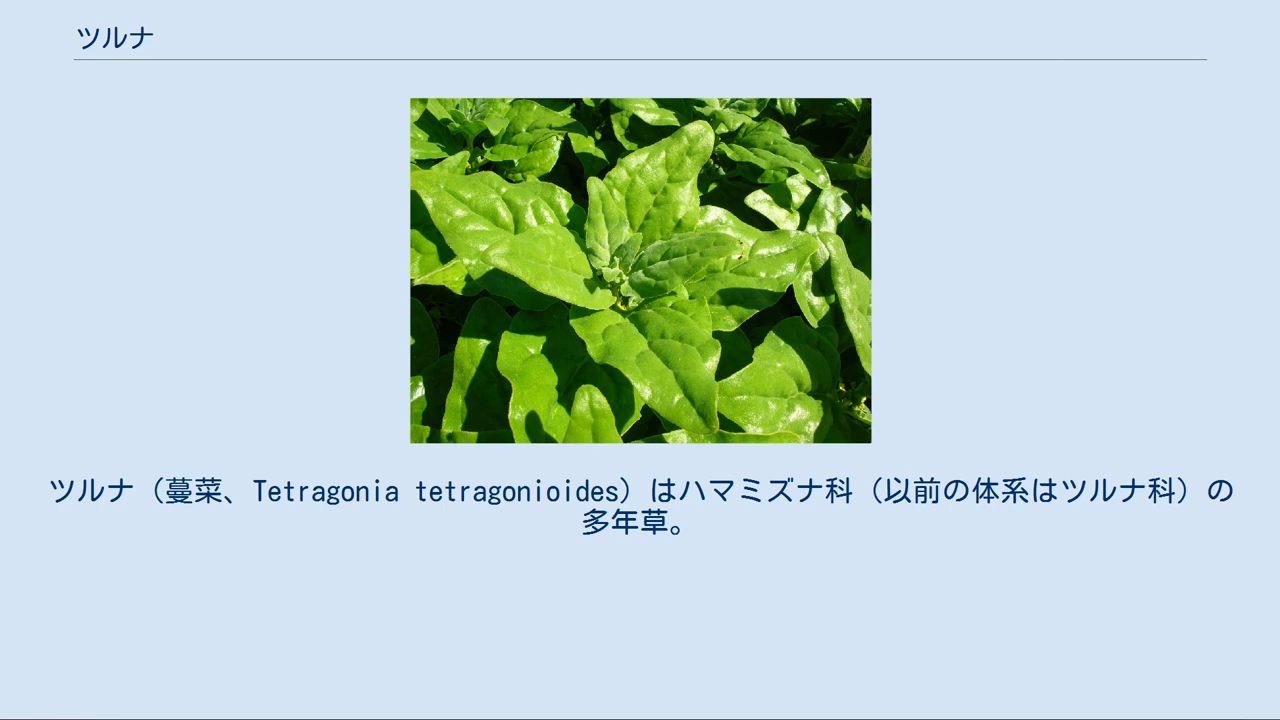 ツルナ
ツルナ（蔓菜、Tetragonia tetragonioides）はハマミズナ科（以前の体系はツルナ科）の
多年草。